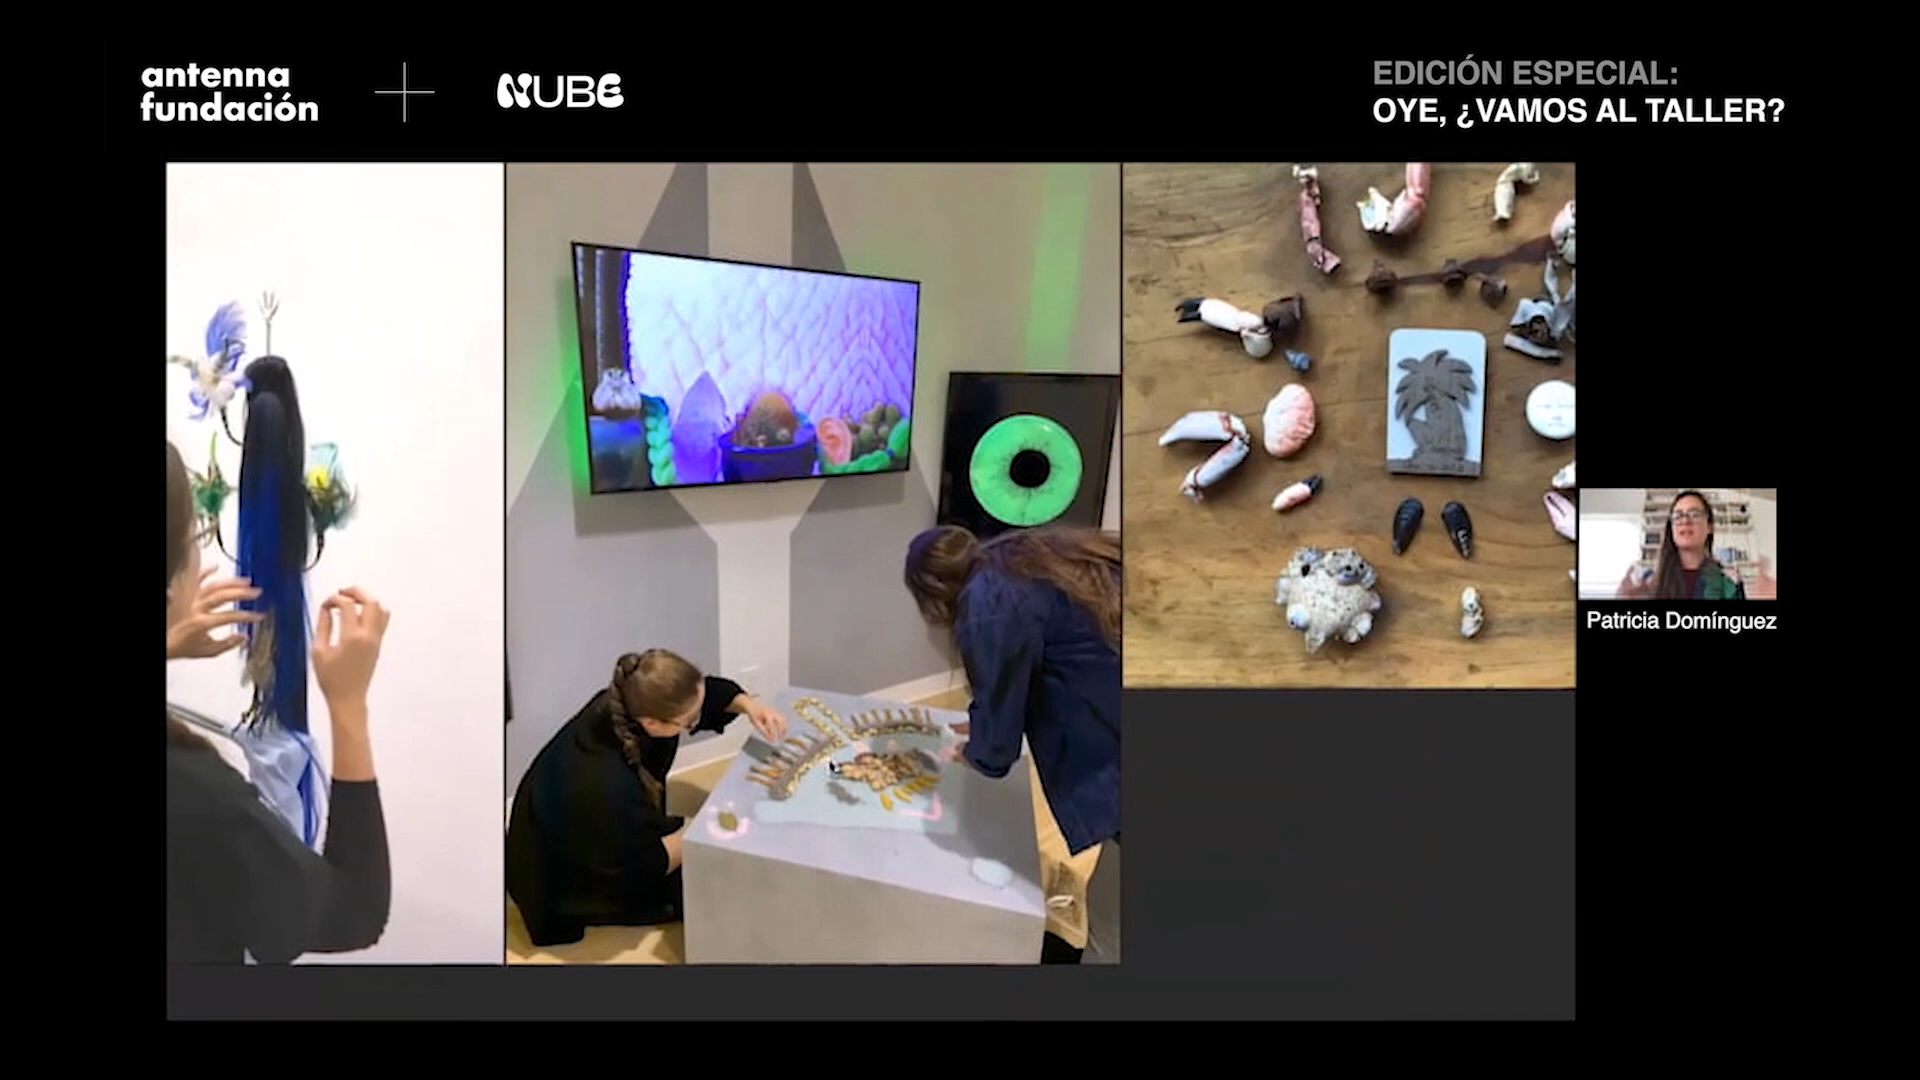 antenna
fundación
NUBE
EDICIÓN ESPECIAL:
OYE, ¿VAMOS AL TALLER?
Patricia Domínguez